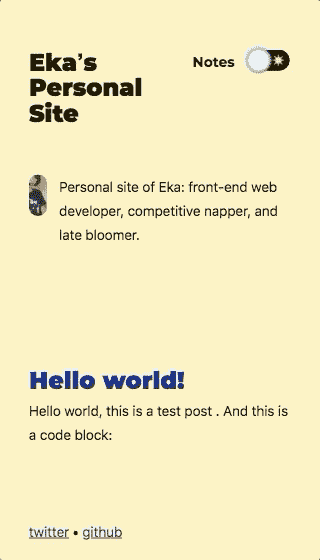 Eka's
Personal
Site
Notes
Personal site of Eka: front-end web
developer, competitive napper, and
late bloomer.
Hello world!
Hello world, this is a test post . And this is
a code block:
twitter • github